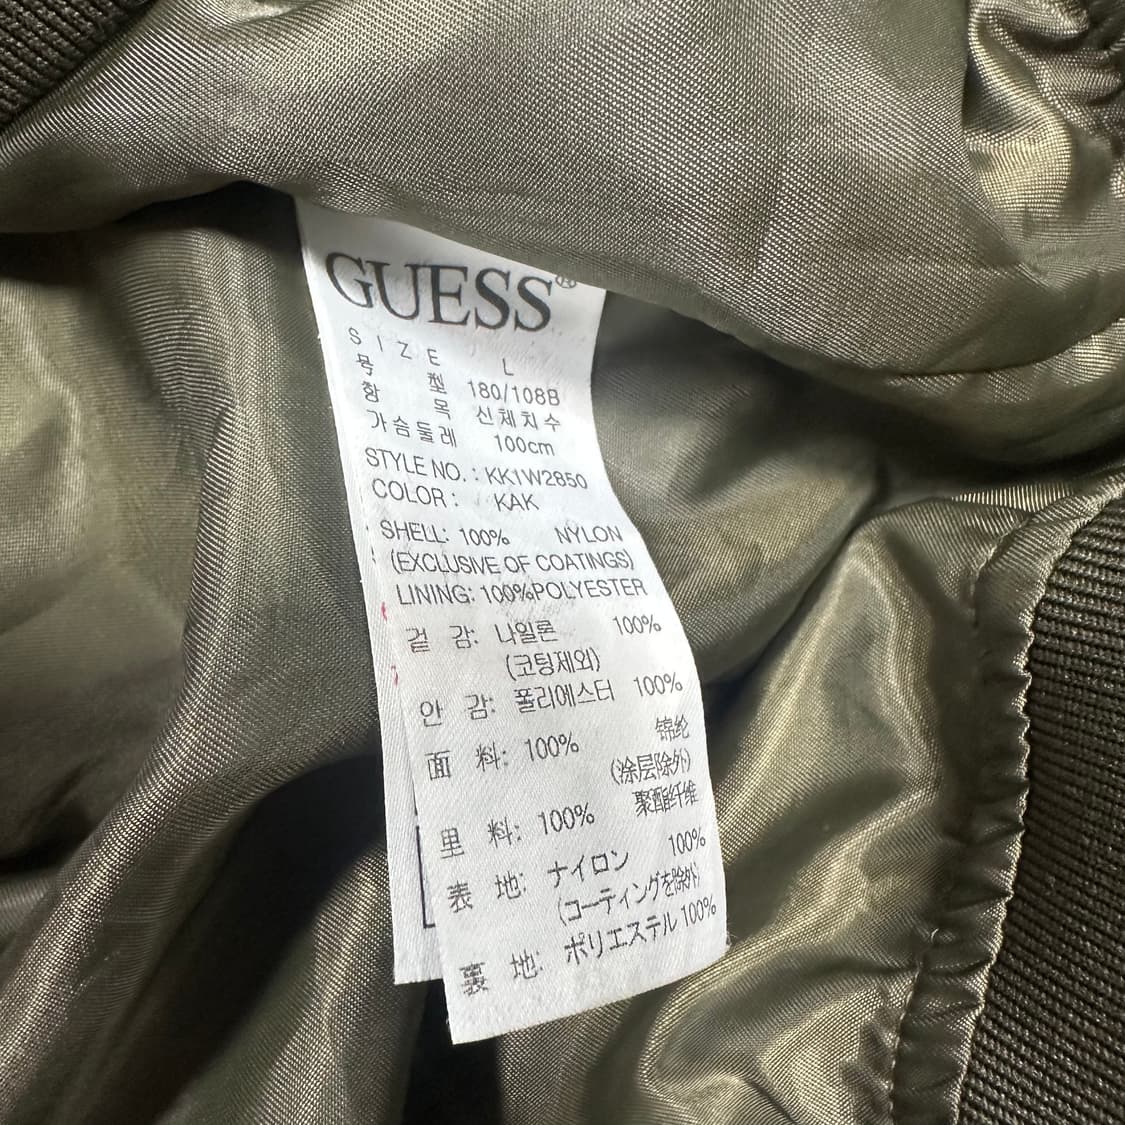 GUESS®
SIZE L
号 型 180/108B
항 목 신체치수
가슴둘레 100cm
STYLE NO. : KK1W2850
COLOR : KAK
SHELL: 100% NYLON
(EXCLUSIVE OF COATINGS)
LINING: 100%POLYESTER
겉 감: 나일론 100%
(코팅제외)
안 감: 폴리에스터 100%
面 料: 100% 锦纶
(涂层除外)
里 料: 100% 聚酯纤维
表 地: ナイロン 100%
(コーティングを除外)
裏 地: ポリエステル 100%